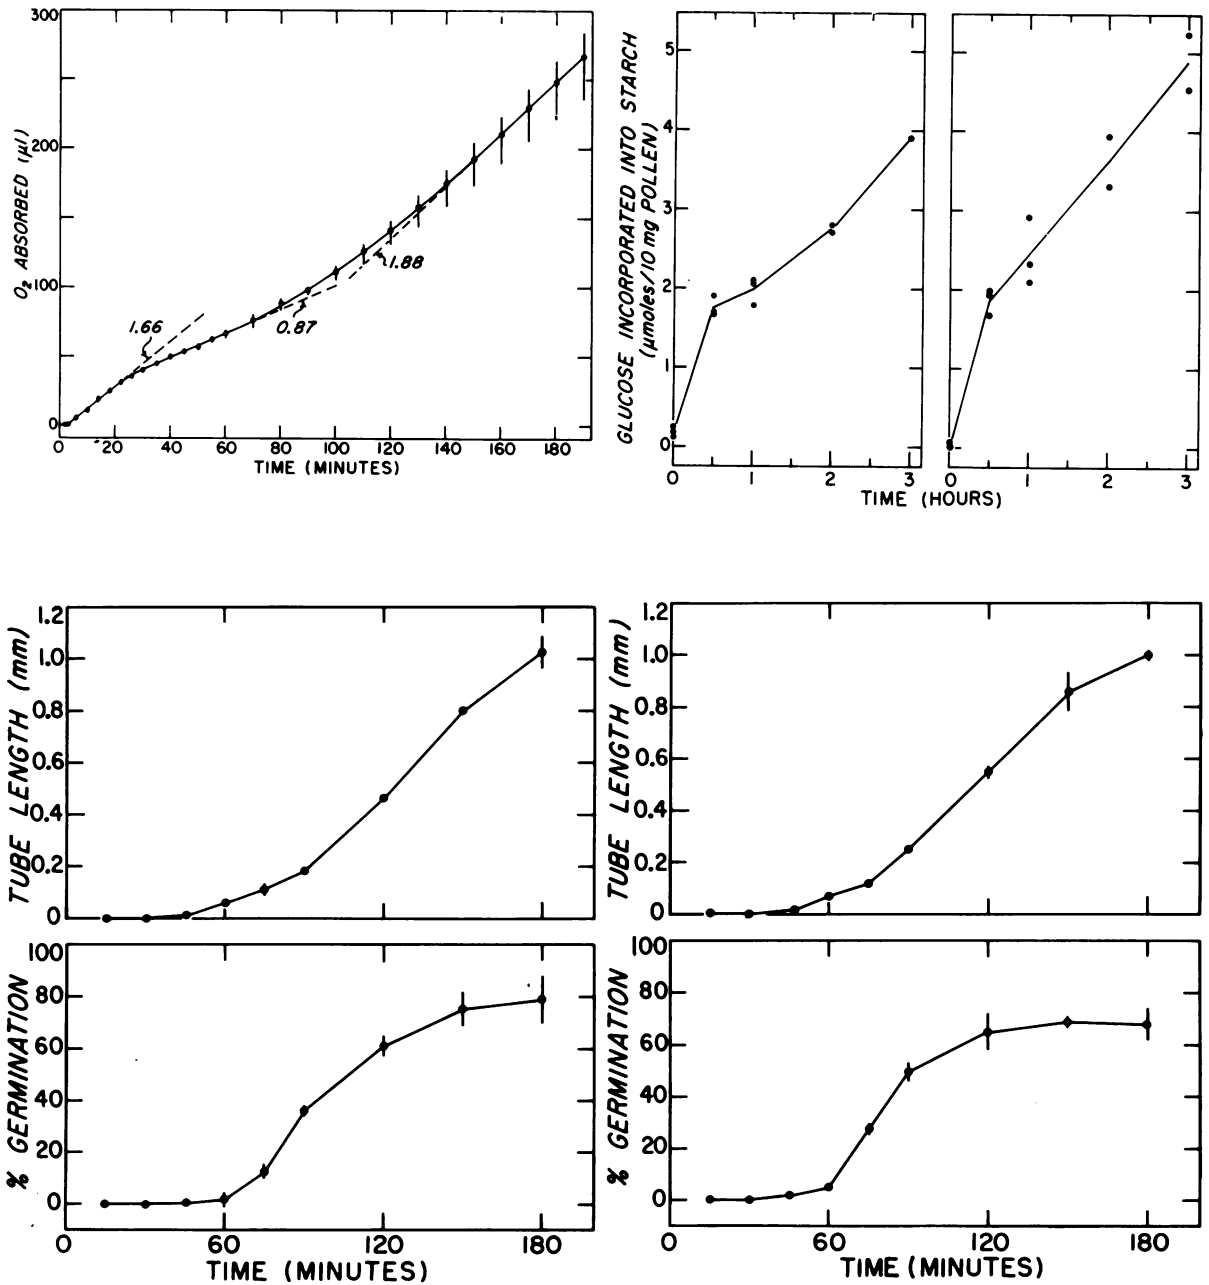 300
200
100
0
O2 ABSORBED (µl)
1.66
0.87
1.88
0 20 40 60 80 100 120 140 160 180
TIME (MINUTES)
GLUCOSE INCORPORATED INTO STARCH
(µmoles/10 mg POLLEN)
5
4
3
2
1
0
0 1 2 3
0 1 2 3
TIME (HOURS)
TUBE LENGTH (mm)
1.2
1.0
0.8
0.6
0.4
0.2
0
TUBE LENGTH (mm)
1.2
1.0
0.8
0.6
0.4
0.2
0
% GERMINATION
100
80
60
40
20
0
0 60 120 180
TIME (MINUTES)
% GERMINATION
100
80
60
40
20
0
0 60 120 180
TIME (MINUTES)